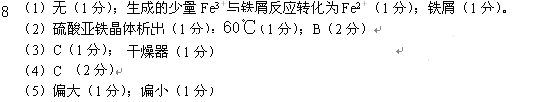 8 (1) 无(1分);生成的少量Fe³⁺与铁屑反应转化为Fe²⁺(1分);铁屑(1分)。
(2) 硫酸亚铁晶体析出(1分):60℃(1分);B(2分)
(3) C(1分); 干燥器(1分)
(4) C (2分)
(5) 偏大(1分);偏小(1分)